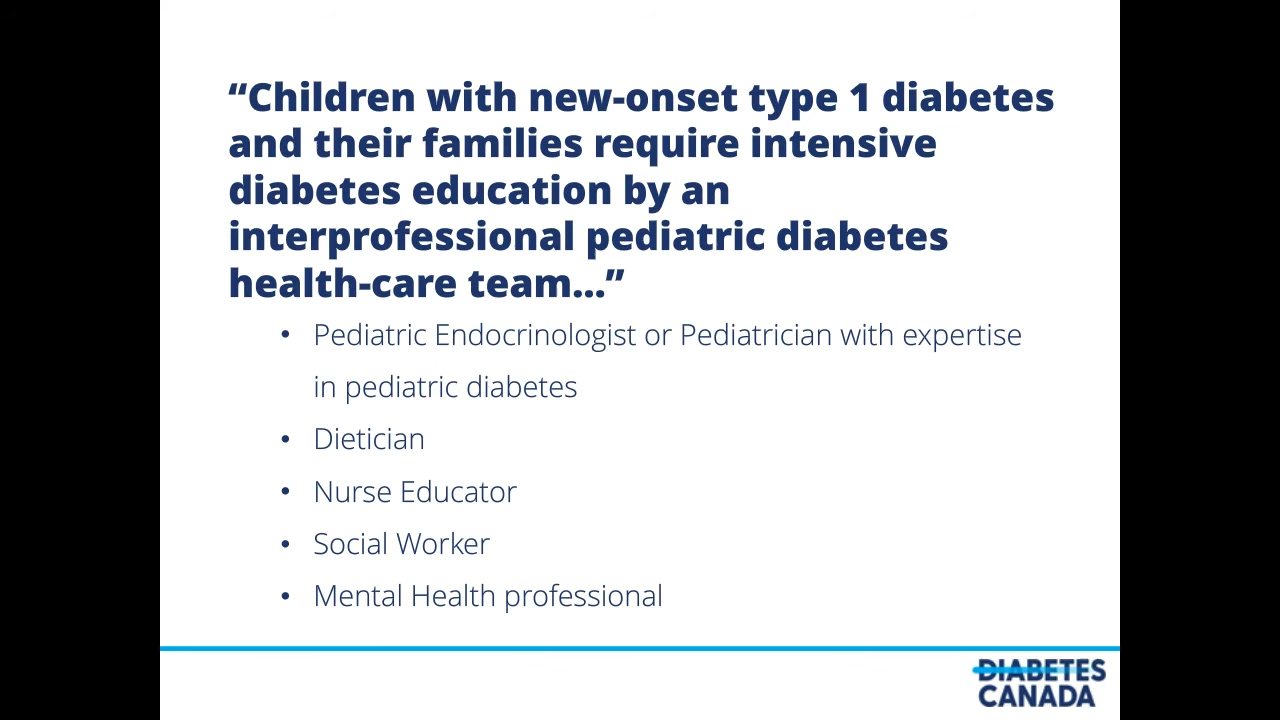 “Children with new-onset type 1 diabetes
and their families require intensive
diabetes education by an
interprofessional pediatric diabetes
health-care team...”
• Pediatric Endocrinologist or Pediatrician with expertise
in pediatric diabetes
• Dietician
• Nurse Educator
• Social Worker
• Mental Health professional
DIABETES
CANADA